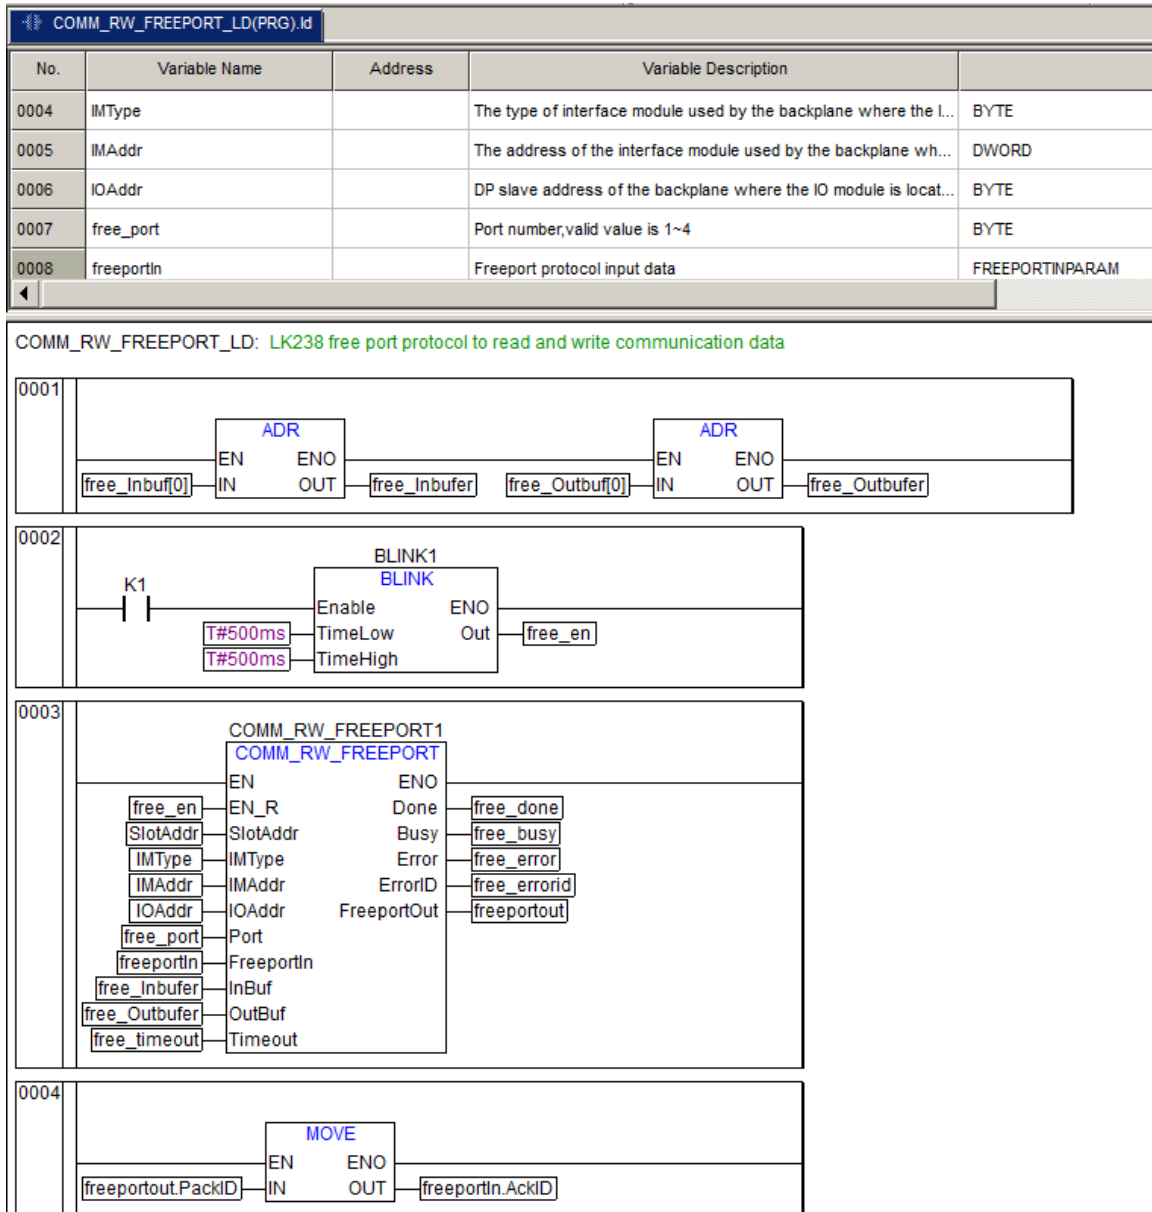 COMM_RW_FREEPORT_LD(PRG).ld
No. Variable Name Address Variable Description
0004 IMType The type of interface module used by the backplane where the I... BYTE
0005 IMAddr The address of the interface module used by the backplane wh... DWORD
0006 IOAddr DP slave address of the backplane where the IO module is locat... BYTE
0007 free_port Port number,valid value is 1~4 BYTE
0008 freeportIn Freeport protocol input data FREEPORTINPARAM
COMM_RW_FREEPORT_LD: LK238 free port protocol to read and write communication data
0001
ADR ADR
EN ENO EN ENO
free_Inbuf[0] IN OUT free_Inbufer free_Outbuf[0] IN OUT free_Outbufer
0002
BLINK1
BLINK
K1
Enable ENO
T#500ms TimeLow Out free_en
T#500ms TimeHigh
0003
COMM_RW_FREEPORT1
COMM_RW_FREEPORT
EN ENO
free_en EN_R Done free_done
SlotAddr SlotAddr Busy free_busy
IMType IMType Error free_error
IMAddr IMAddr ErrorID free_errorid
IOAddr IOAddr FreeportOut freeportout
free_port Port
freeportIn FreeportIn
free_Inbufer InBuf
free_Outbufer OutBuf
free_timeout Timeout
0004
MOVE
EN ENO
freeportout.PackID IN OUT freeportIn.AckID